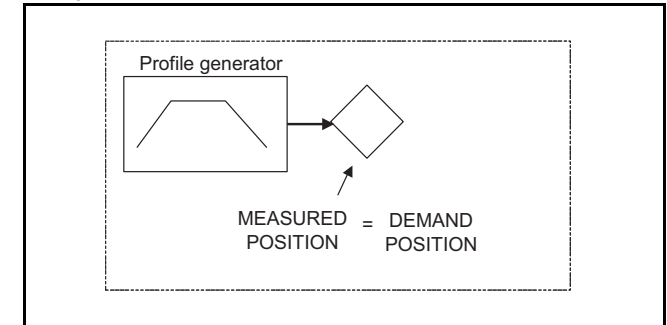 Profile generator
MEASURED = DEMAND
POSITION POSITION